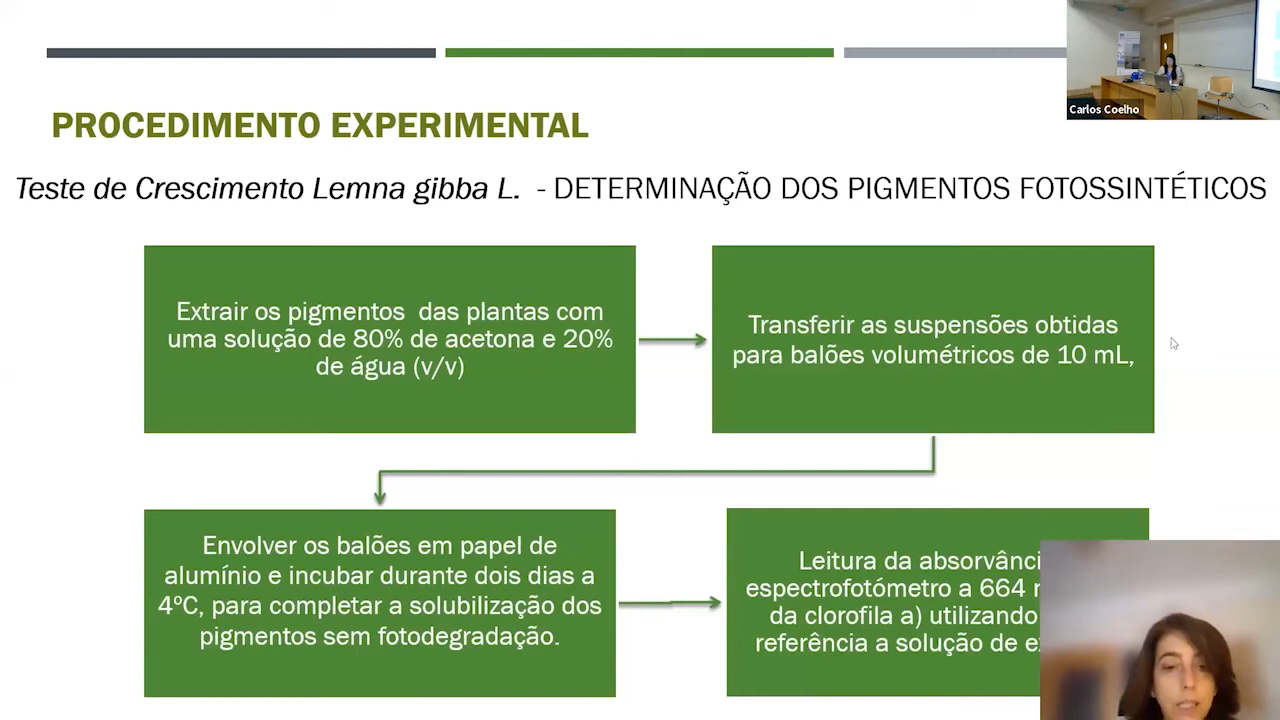 Carlos Coelho
PROCEDIMENTO EXPERIMENTAL
Teste de Crescimento Lemna gibba L. - DETERMINAÇÃO DOS PIGMENTOS FOTOSSINTÉTICOS
Extrair os pigmentos das plantas com
uma solução de 80% de acetona e 20%
de água (v/v)
Transferir as suspensões obtidas
para balões volumétricos de 10 mL,
Envolver os balões em papel de
alumínio e incubar durante dois dias a
4ºC, para completar a solubilização dos
pigmentos sem fotodegradação.
Leitura da
espectrofotómetro a 664
da clorofila a) utilizando
referência a solução de